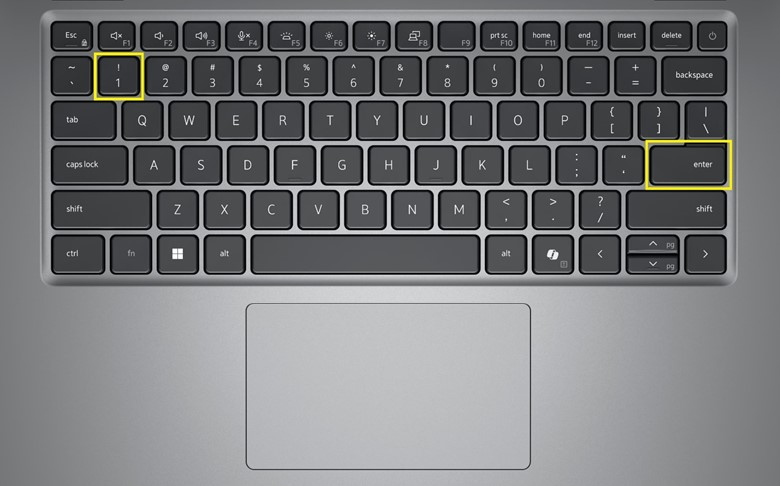 Esc F1 F2 F3 F4 F5 F6 F7 F8 F9 prt sc F10 home F11 end F12 insert delete
~ ` ! 1 @ 2 # 3 $ 4 % 5 ^ 6 & 7 * 8 ( 9 ) 0 — - + = backspace
tab Q W E R T Y U I O P { [ } ] | \
caps lock A S D F G H J K L : ; " ' enter
shift Z X C V B N M < , > . ? / shift
ctrl fn alt alt < ^ pg v pg >